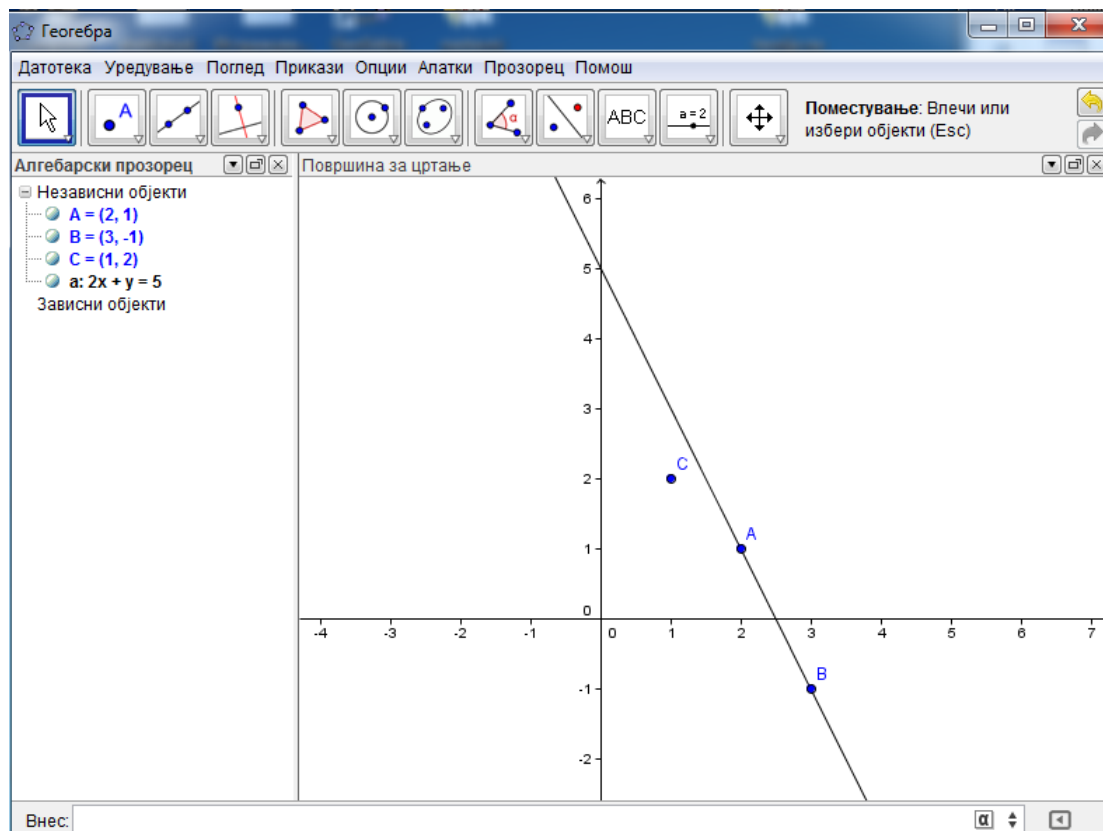 Геогебра
Датотека Уредување Поглед Прикази Опции Алатки Прозорец Помош
A
α
ABC
a=2
Поместување: Влечи или
избери објекти (Esc)
Алгебарски прозорец
Површина за цртање
Независни објекти
A = (2, 1)
B = (3, -1)
C = (1, 2)
a: 2x + y = 5
Зависни објекти
6
5
4
3
C
2
A
1
0
-4 -3 -2 -1 0 1 2 3 4 5 6 7
B
-1
-2
Внес:
α